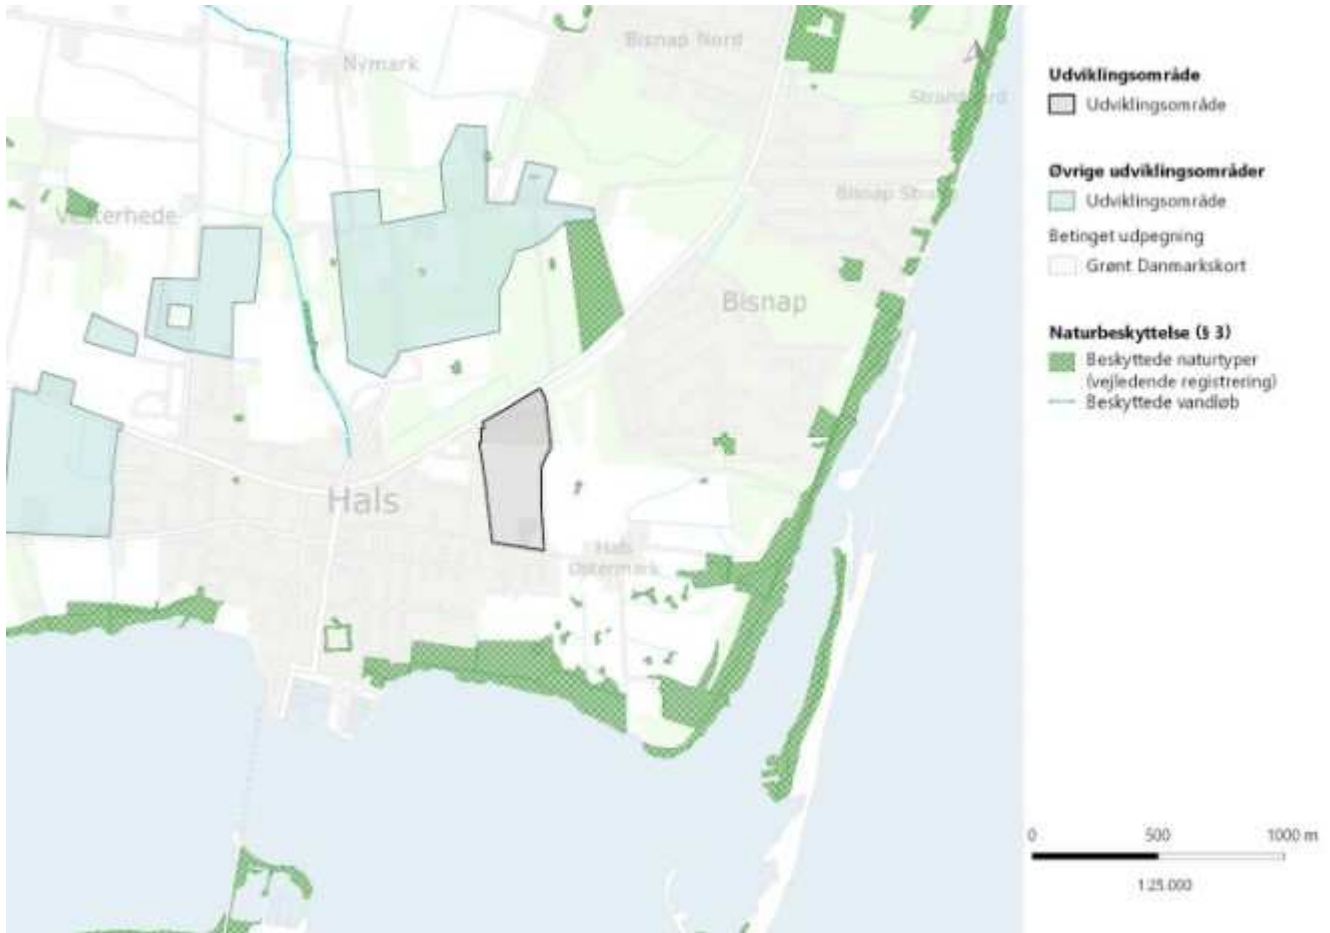 Bisnap Nord
Nymark
Vesterhede
Bisnap
Hals
Hals
Østermark
Udviklingsområde
Udviklingsområde
Øvrige udviklingsområder
Udviklingsområde
Betinget udpegning
Grønt Danmarkskort
Naturbeskyttelse (§ 3)
Beskyttede naturtyper
(vejledende registrering)
Beskyttede vandløb
0 500 1000 m
1:25.000